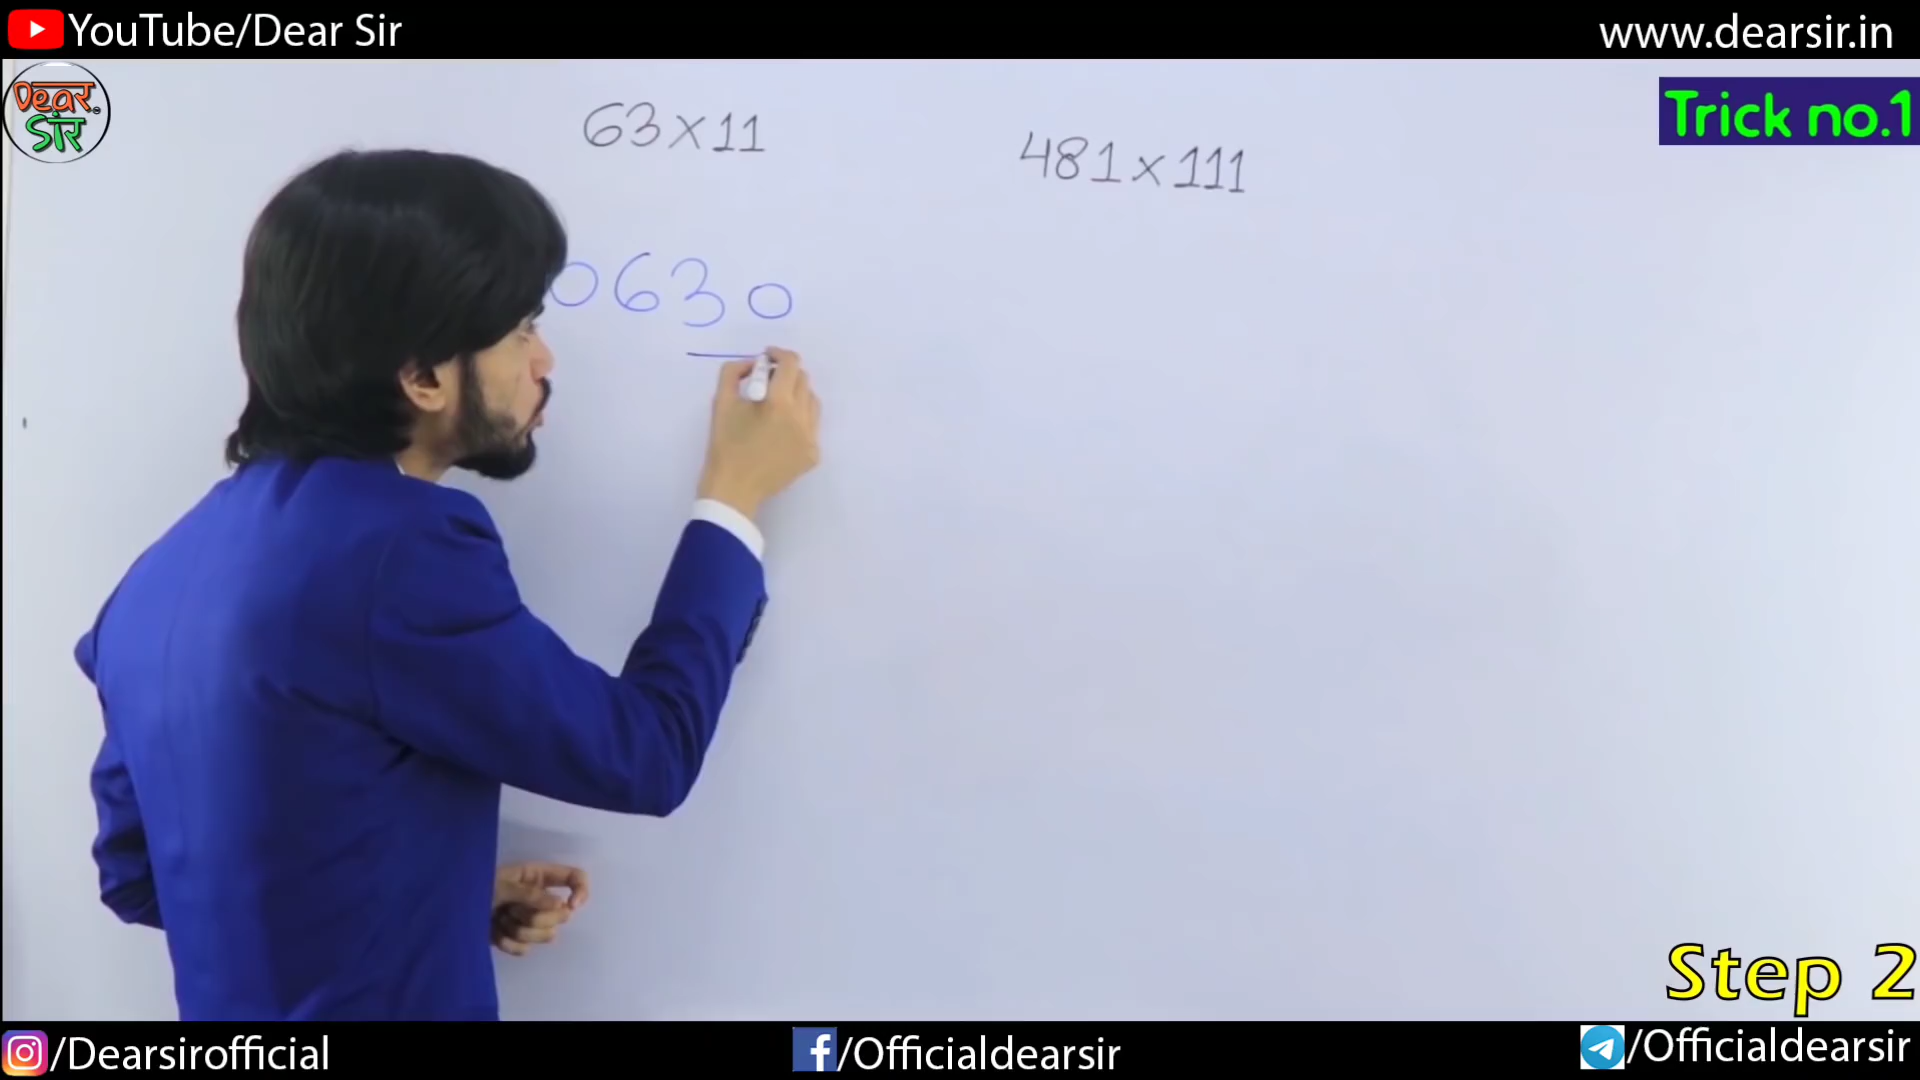 YouTube/Dear Sir
www.dearsir.in
Dear
सर
Trick no.1
63×11
481×111
0630
Step 2
/Dearsirofficial
/Officialdearsir
/Officialdearsir